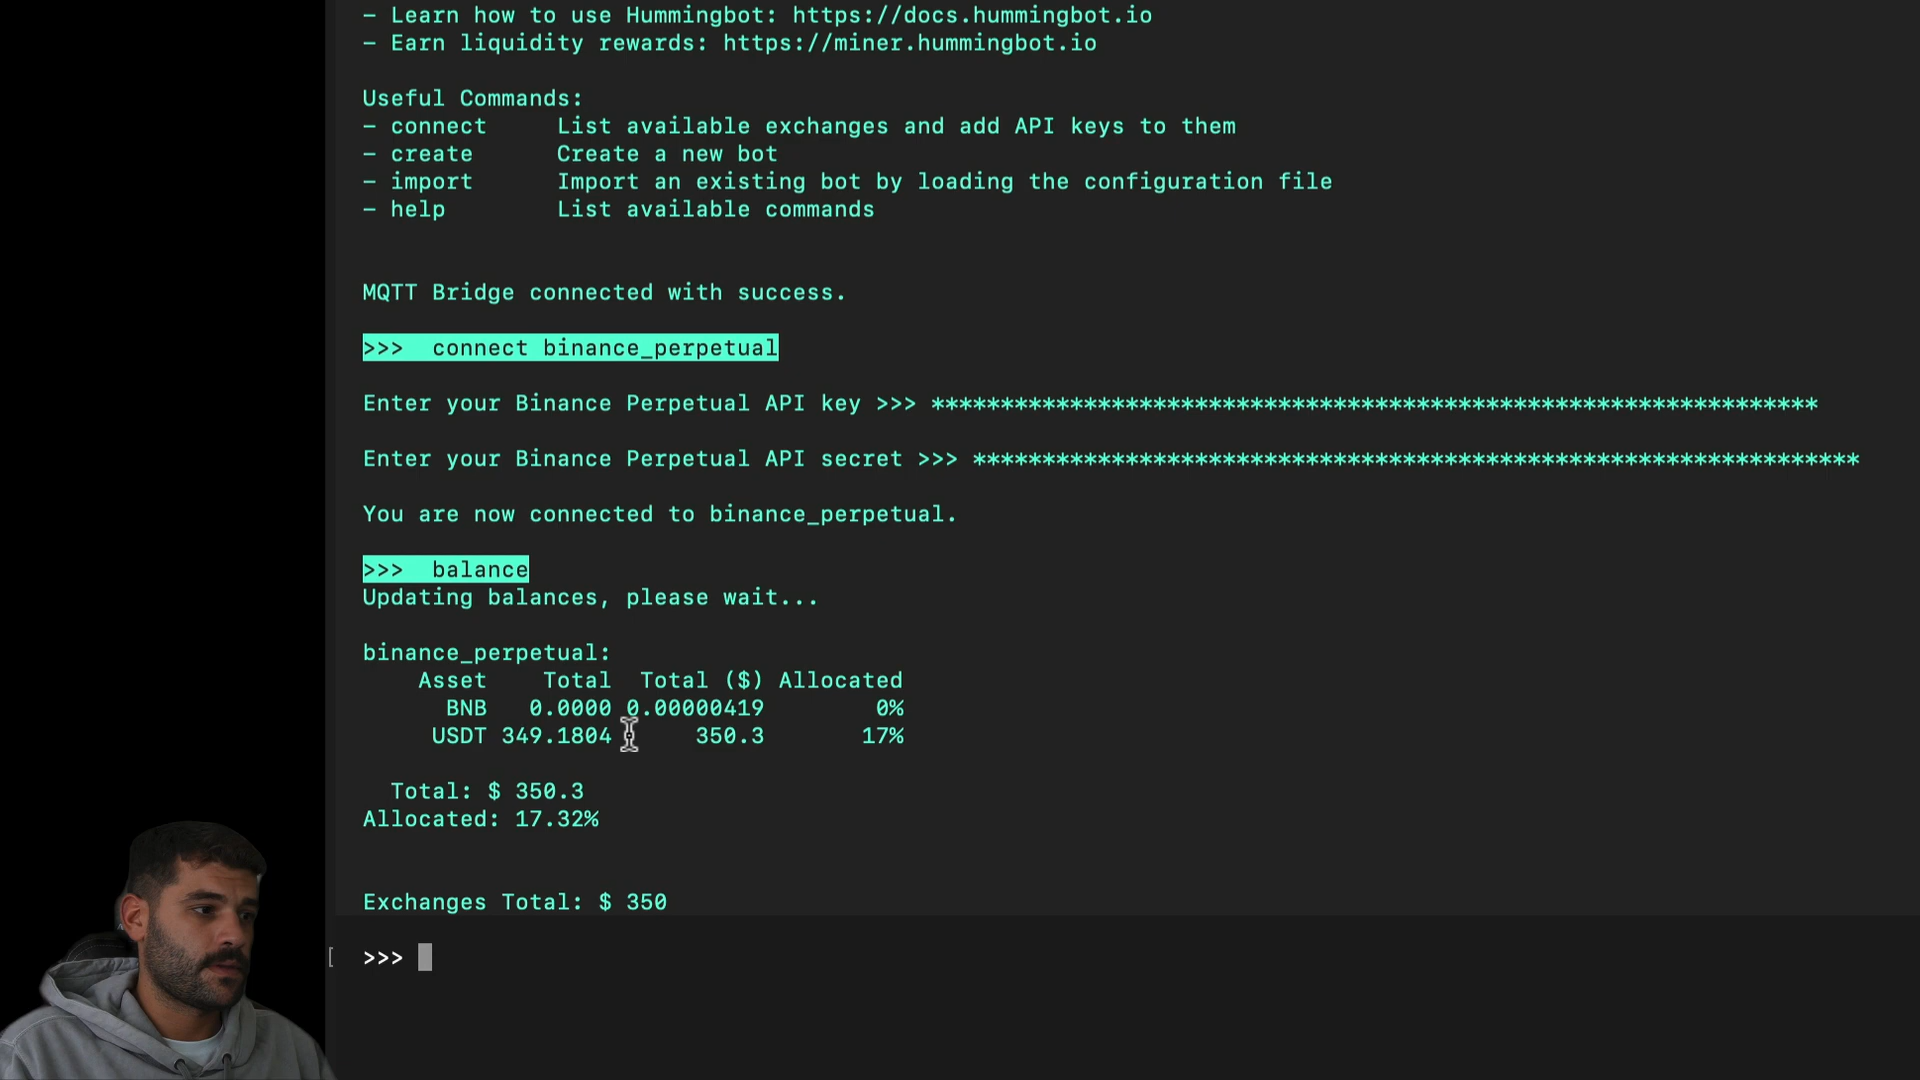 — Learn how to use Hummingbot: https://docs.hummingbot.io
— Earn liquidity rewards: https://miner.hummingbot.io
Useful Commands:
— connect List available exchanges and add API keys to them
— create Create a new bot
— import Import an existing bot by loading the configuration file
— help List available commands
MQTT Bridge connected with success.
>>> connect binance_perpetual
Enter your Binance Perpetual API key >>> ****************************************************************
Enter your Binance Perpetual API secret >>> ****************************************************************
You are now connected to binance_perpetual.
>>> balance
Updating balances, please wait...
binance_perpetual:
Asset Total Total ($) Allocated
BNB 0.0000 0.00000419 0%
USDT 349.1804 350.3 17%
Total: $ 350.3
Allocated: 17.32%
Exchanges Total: $ 350
[ >>>